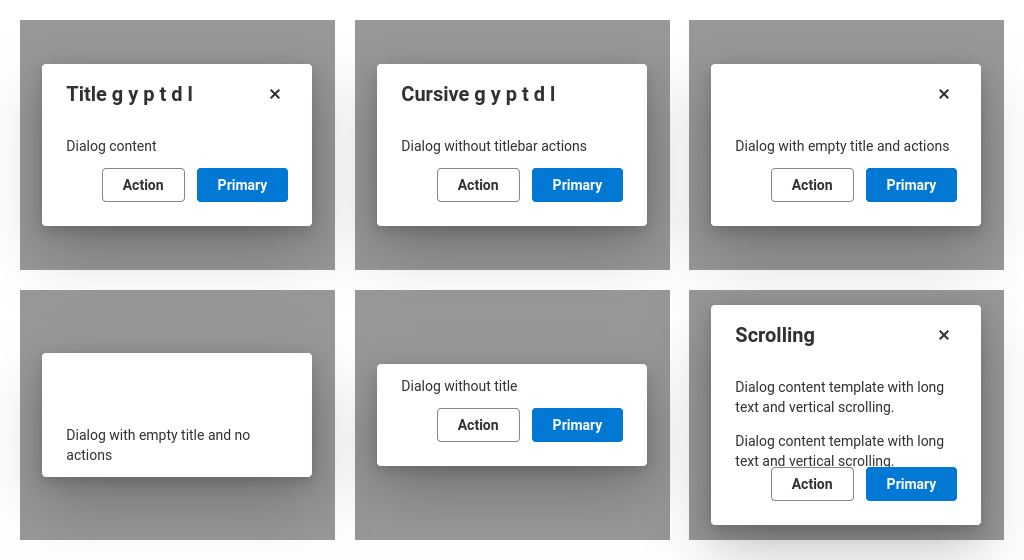 Title g y p t d l ✕
Dialog content
Action Primary
Cursive g y p t d l
Dialog without titlebar actions
Action Primary
✕
Dialog with empty title and actions
Action Primary
Dialog with empty title and no
actions
Dialog without title
Action Primary
Scrolling ✕
Dialog content template with long
text and vertical scrolling.
Dialog content template with long
text and vertical scrolling.
Action Primary